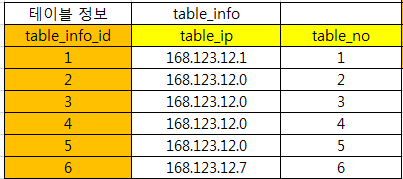 테이블 정보 table_info
table_info_id table_ip table_no
1 168.123.12.1 1
2 168.123.12.0 2
3 168.123.12.0 3
4 168.123.12.0 4
5 168.123.12.0 5
6 168.123.12.7 6